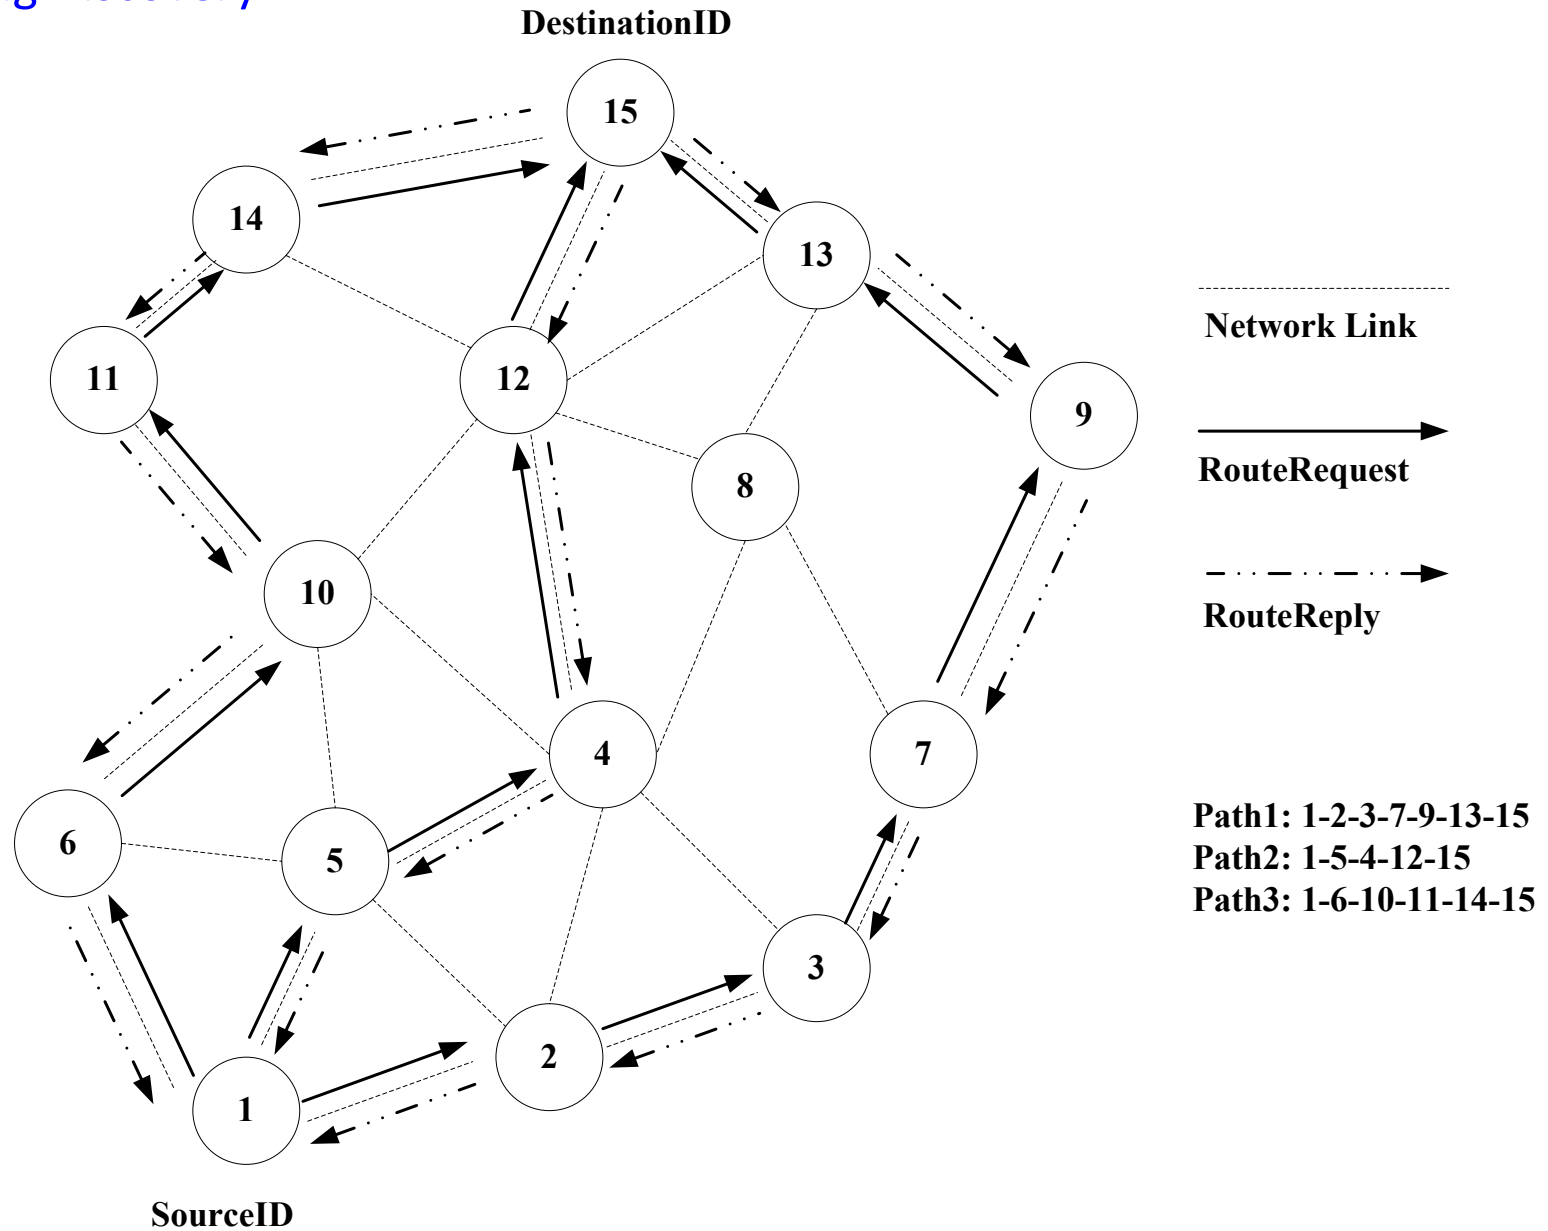 DestinationID
15
14
13
11
12
9
8
10
4
7
6
5
3
2
1
SourceID
Network Link
RouteRequest
RouteReply
Path1: 1-2-3-7-9-13-15
Path2: 1-5-4-12-15
Path3: 1-6-10-11-14-15